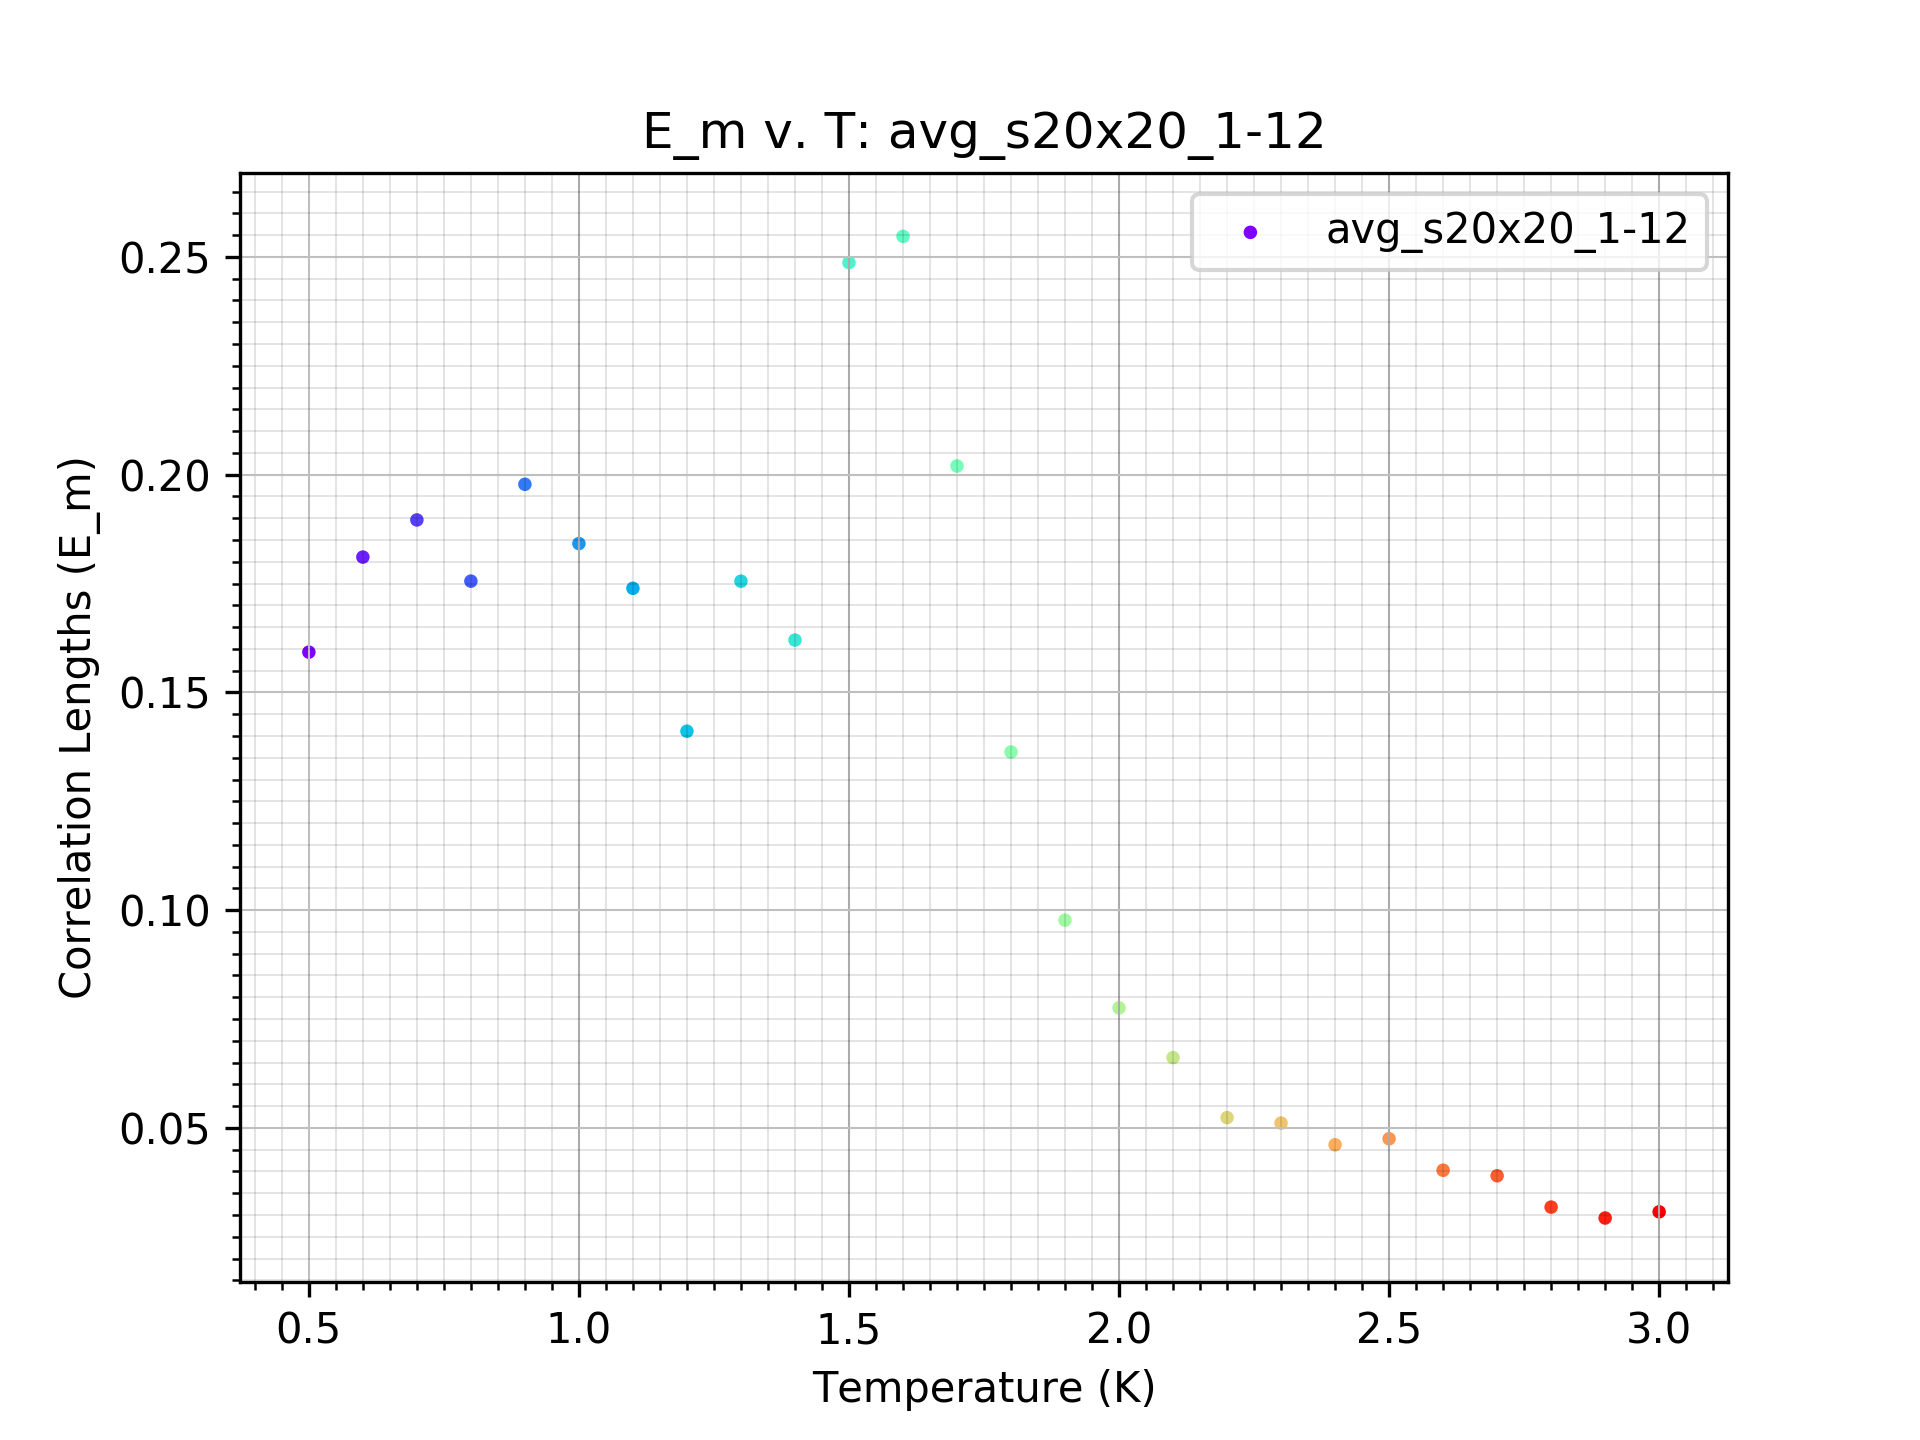 E_m v. T: avg_s20x20_1-12
avg_s20x20_1-12
0.25
0.20
0.15
0.10
0.05
Correlation Lengths (E_m)
0.5 1.0 1.5 2.0 2.5 3.0
Temperature (K)